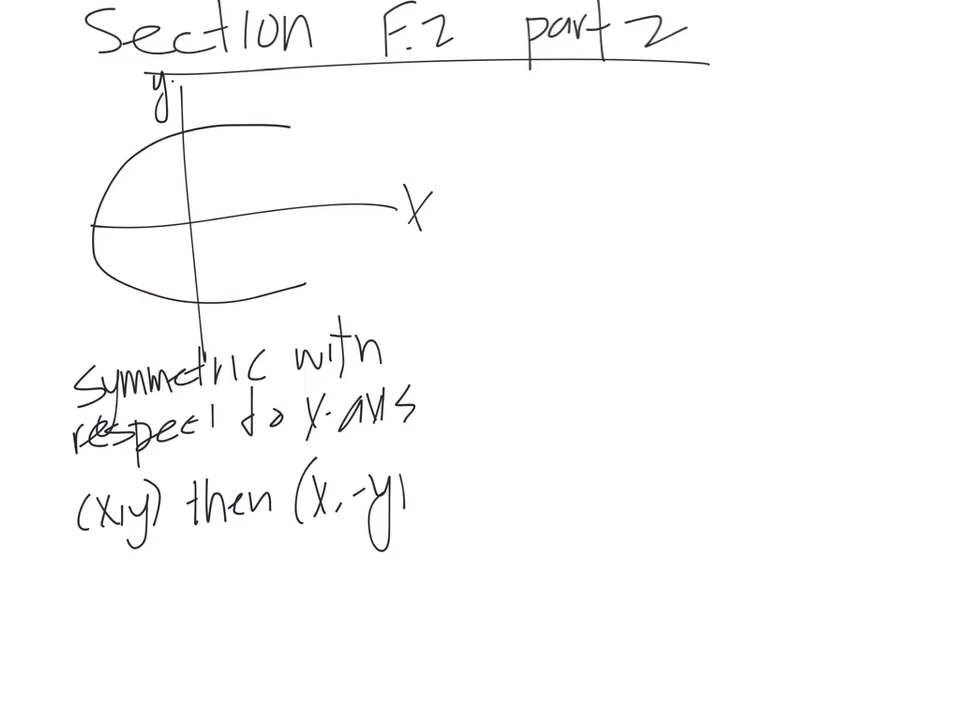 Section F.2 part 2
y
X
symmetric with
respect to x-axis
(x,y) then (x,-y)